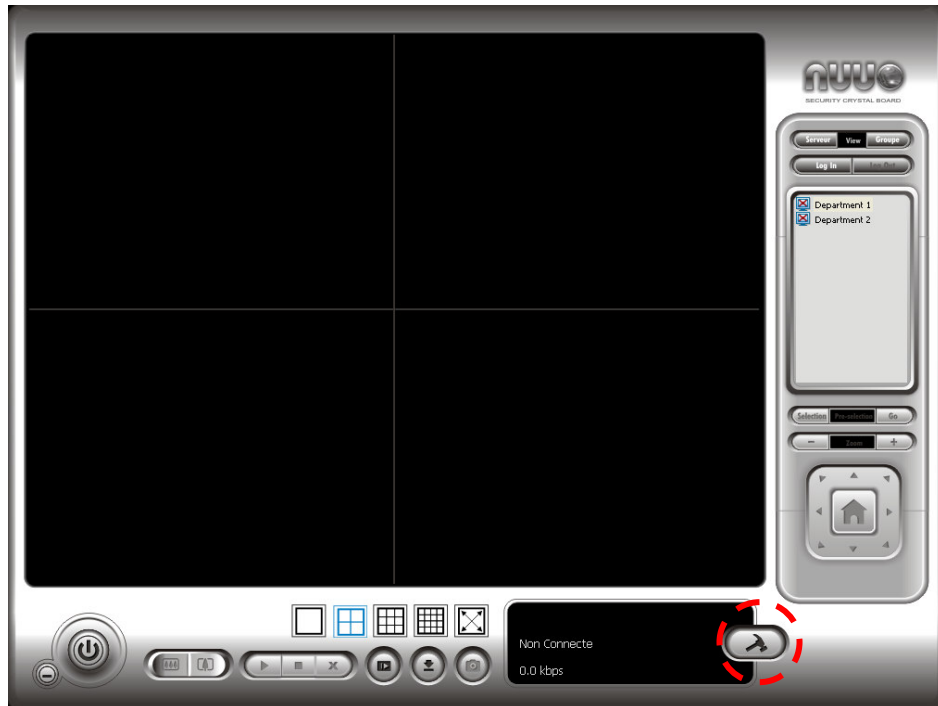 nuuo
SECURITY CRYSTAL BOARD
Serveur View Groupe
Log In Log Out
Department 1
Department 2
Selection Pre-selection Go
- Zoom +
Non Connecte
0.0 kbps